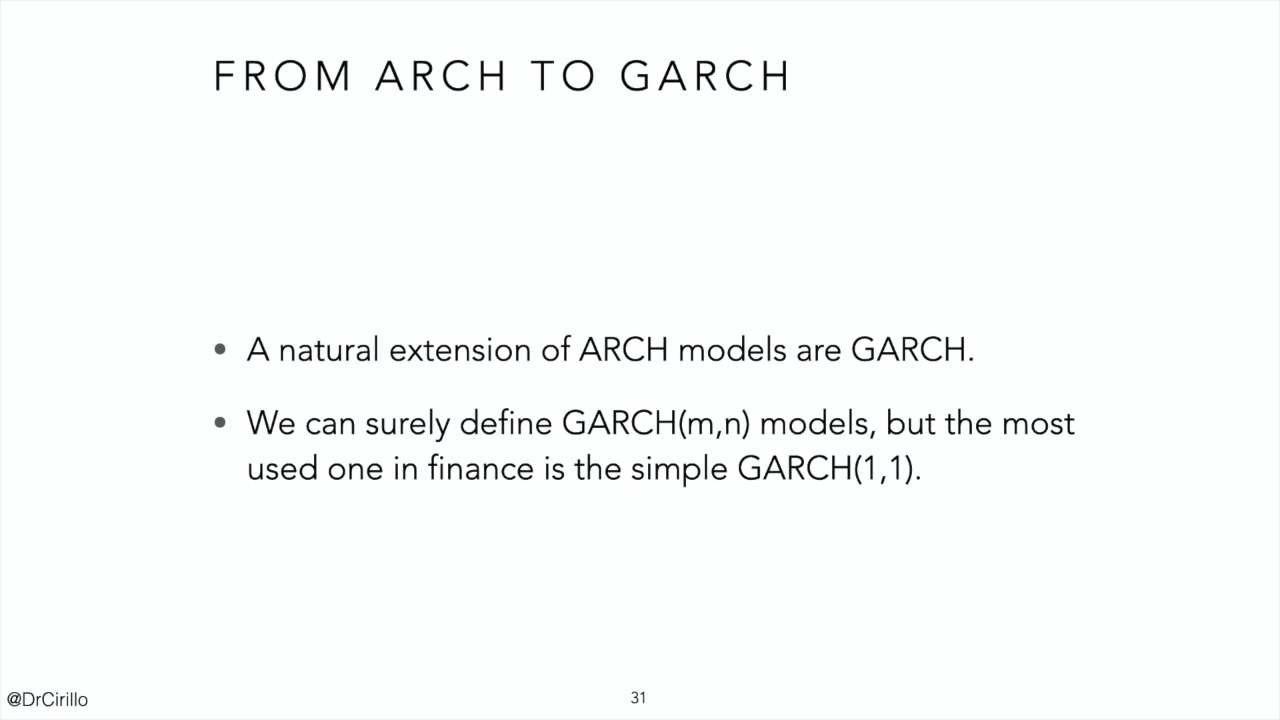 FROM ARCH TO GARCH
• A natural extension of ARCH models are GARCH.
• We can surely define GARCH(m,n) models, but the most
used one in finance is the simple GARCH(1,1).
@DrCirillo
31